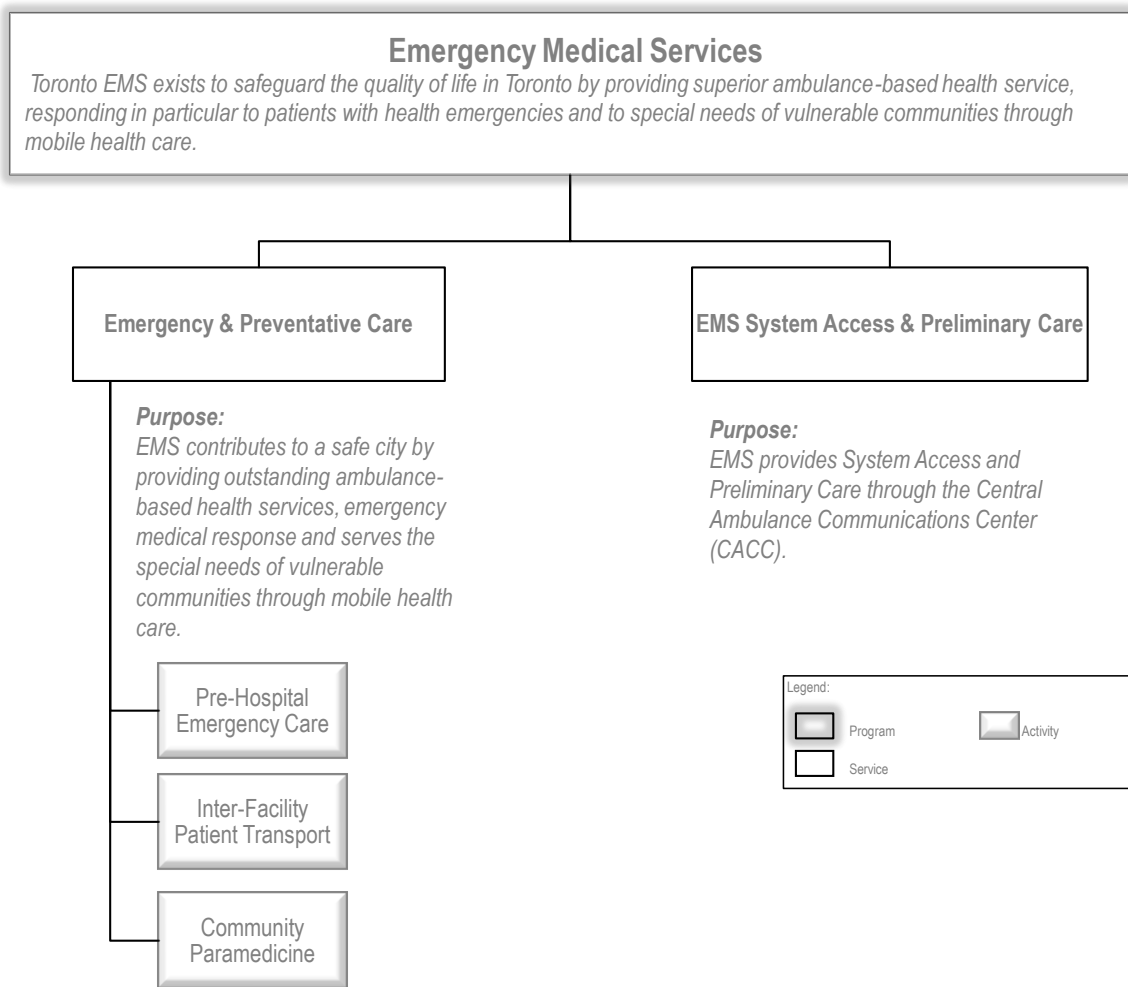 Emergency Medical Services
Toronto EMS exists to safeguard the quality of life in Toronto by providing superior ambulance-based health service,
responding in particular to patients with health emergencies and to special needs of vulnerable communities through
mobile health care.
Emergency & Preventative Care
EMS System Access & Preliminary Care
Purpose:
EMS contributes to a safe city by
providing outstanding ambulance-
based health services, emergency
medical response and serves the
special needs of vulnerable
communities through mobile health
care.
Purpose:
EMS provides System Access and
Preliminary Care through the Central
Ambulance Communications Center
(CACC).
Pre-Hospital
Emergency Care
Inter-Facility
Patient Transport
Community
Paramedicine
Legend:
Program
Activity
Service